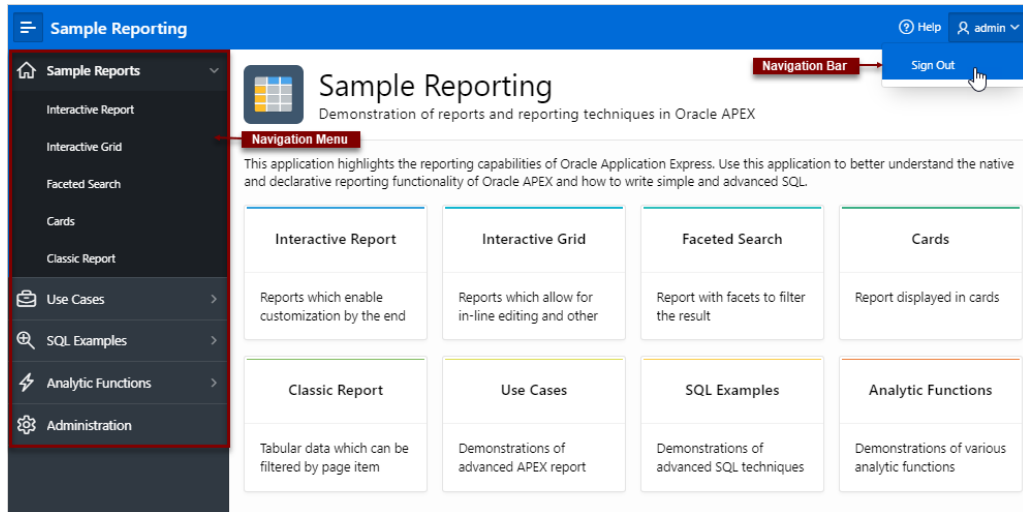 Sample Reporting
Help
admin
Sample Reports
Interactive Report
Interactive Grid
Faceted Search
Cards
Classic Report
Use Cases
SQL Examples
Analytic Functions
Administration
Navigation Menu
Navigation Bar
Sign Out
Sample Reporting
Demonstration of reports and reporting techniques in Oracle APEX
This application highlights the reporting capabilities of Oracle Application Express. Use this application to better understand the native
and declarative reporting functionality of Oracle APEX and how to write simple and advanced SQL.
Interactive Report
Reports which enable
customization by the end
Interactive Grid
Reports which allow for
in-line editing and other
Faceted Search
Report with facets to filter
the result
Cards
Report displayed in cards
Classic Report
Tabular data which can be
filtered by page item
Use Cases
Demonstrations of
advanced APEX report
SQL Examples
Demonstrations of
advanced SQL techniques
Analytic Functions
Demonstrations of various
analytic functions